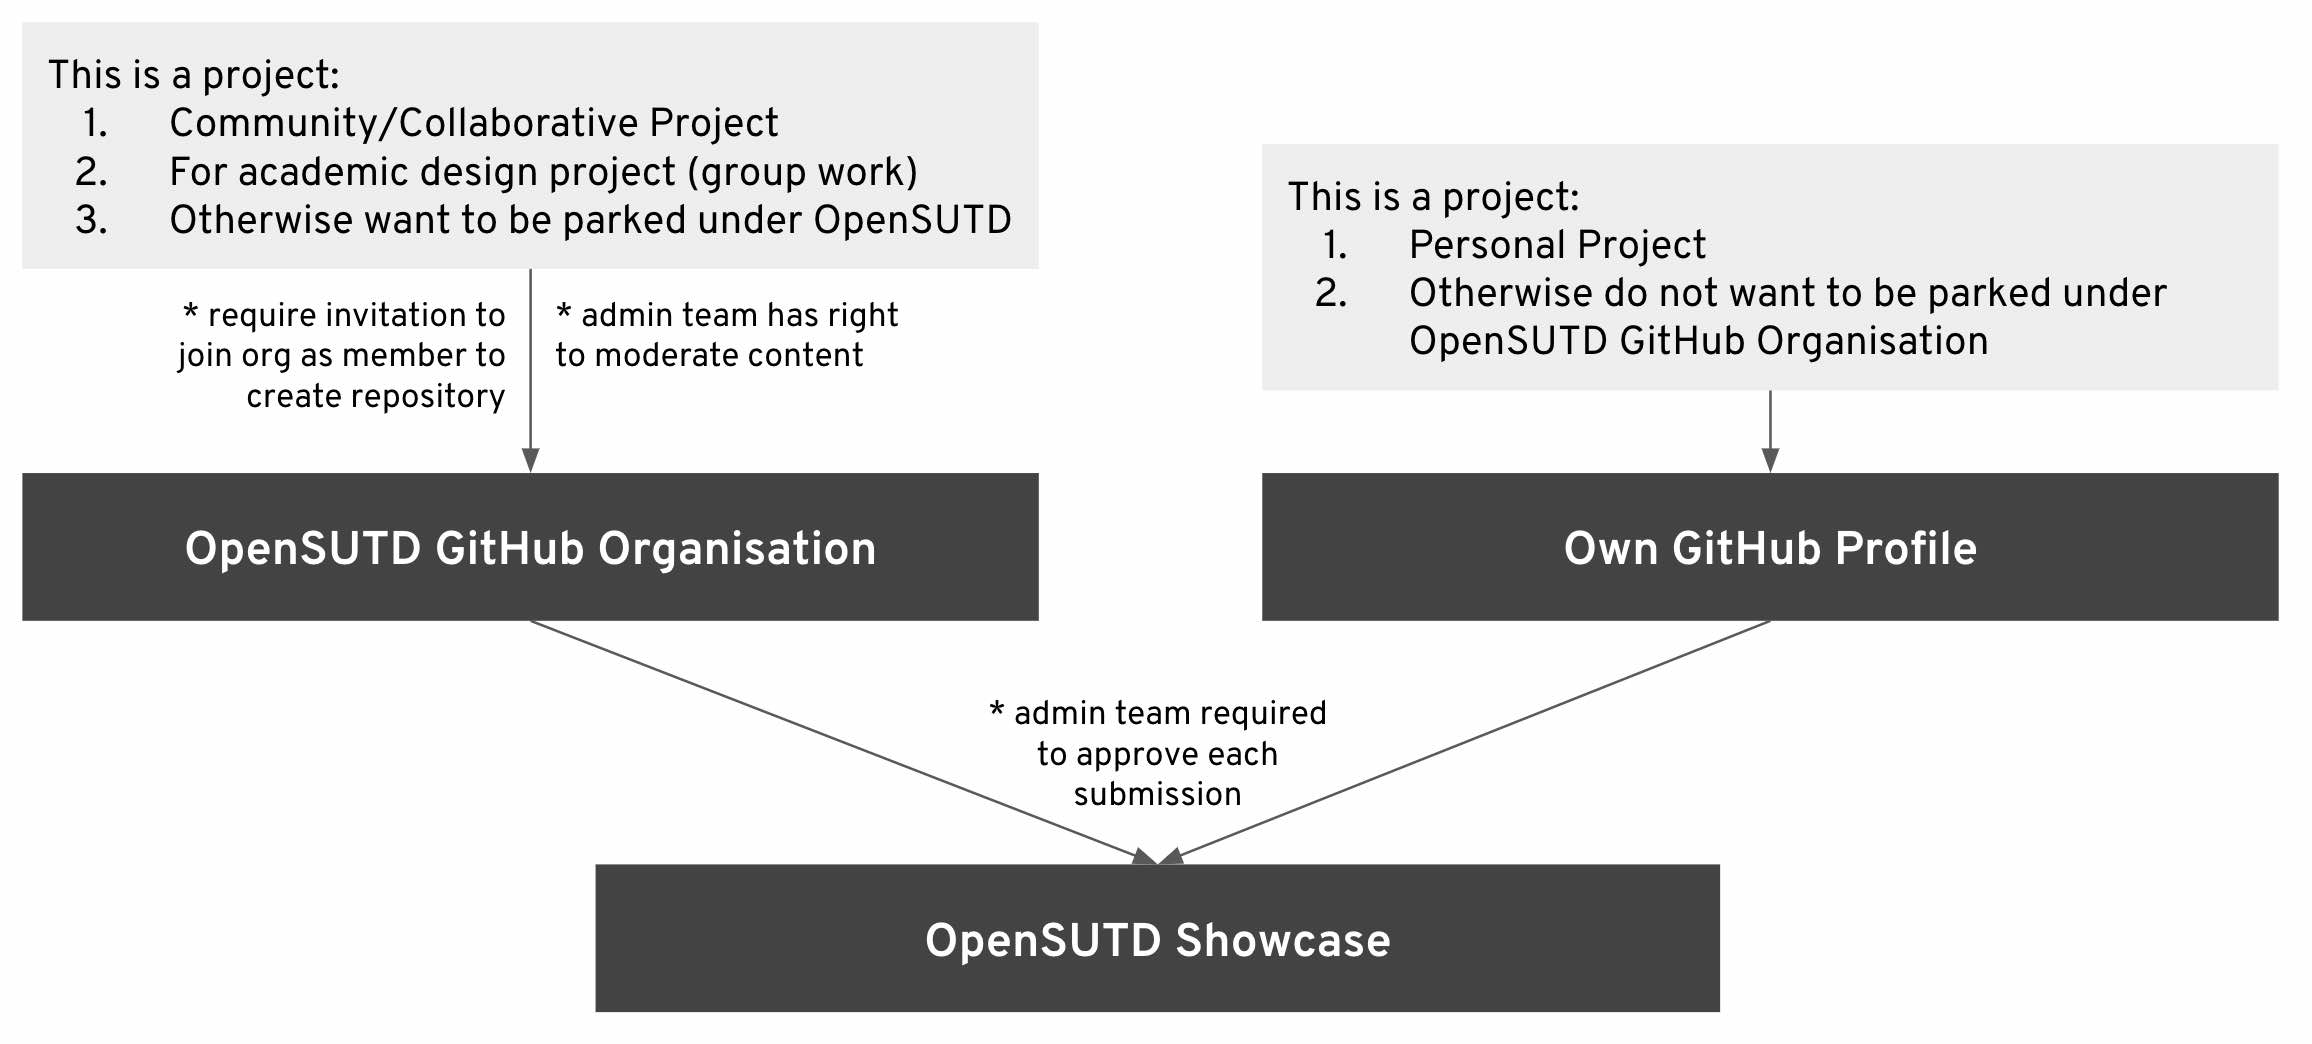 This is a project:
1. Community/Collaborative Project
2. For academic design project (group work)
3. Otherwise want to be parked under OpenSUTD
This is a project:
1. Personal Project
2. Otherwise do not want to be parked under
OpenSUTD GitHub Organisation
* require invitation to
join org as member to
create repository
* admin team has right
to moderate content
OpenSUTD GitHub Organisation
Own GitHub Profile
* admin team required
to approve each
submission
OpenSUTD Showcase